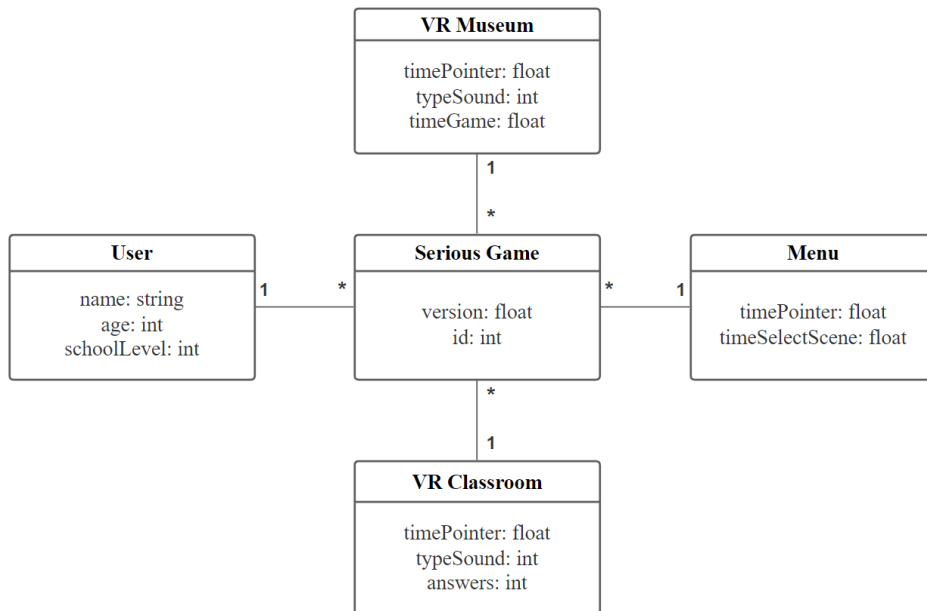 VR Museum
timePointer: float
typeSound: int
timeGame: float
1
*
User
name: string
age: int
schoolLevel: int
1
*
Serious Game
version: float
id: int
*
1
Menu
timePointer: float
timeSelectScene: float
*
1
VR Classroom
timePointer: float
typeSound: int
answers: int